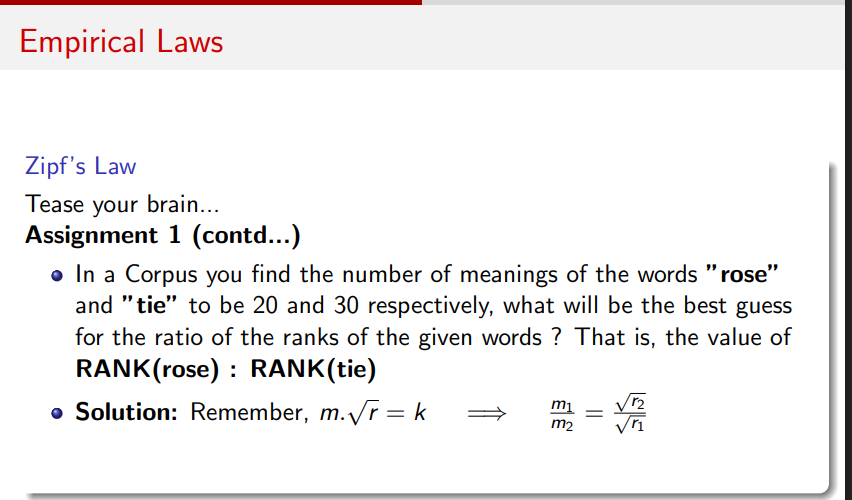 Empirical Laws
Zipf's Law
Tease your brain...
Assignment 1 (contd...)
In a Corpus you find the number of meanings of the words "rose"
and "tie" to be 20 and 30 respectively, what will be the best guess
for the ratio of the ranks of the given words ? That is, the value of
RANK(rose) : RANK(tie)
Solution: Remember, m.√r = k ⟹ m₁/m₂ = √r₂/√r₁